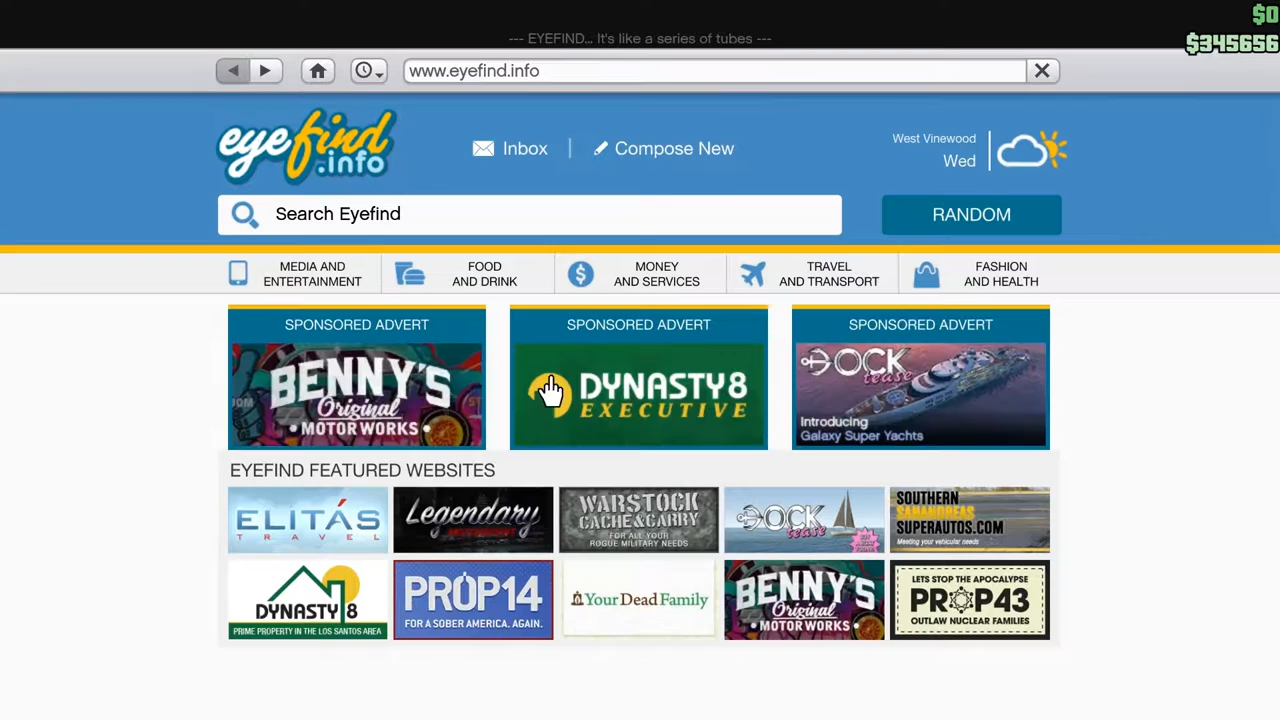 $0
--- EYEFIND... It's like a series of tubes ---
$345656
www.eyefind.info
eyefind
.info
Inbox
Compose New
West Vinewood
Wed
Search Eyefind
RANDOM
MEDIA AND
ENTERTAINMENT
FOOD
AND DRINK
MONEY
AND SERVICES
TRAVEL
AND TRANSPORT
FASHION
AND HEALTH
SPONSORED ADVERT
BENNY'S
Original
• MOTOR WORKS •
SPONSORED ADVERT
DYNASTY8
EXECUTIVE
SPONSORED ADVERT
DOCK
tease
Introducing
Galaxy Super Yachts
EYEFIND FEATURED WEBSITES
ELITÁS
TRAVEL
Legendary
WARSTOCK
CACHE&CARRY
FOR ALL YOUR
ROGUE MILITARY NEEDS
DOCK
tease
SOUTHERN
SANANDREAS
SUPERAUTOS.COM
Meeting your vehicular needs
DYNASTY 8
PRIME PROPERTY IN THE LOS SANTOS AREA
PROP14
FOR A SOBER AMERICA. AGAIN.
Your Dead Family
BENNY'S
Original
• MOTOR WORKS •
LETS STOP THE APOCALYPSE
PROP43
OUTLAW NUCLEAR FAMILIES